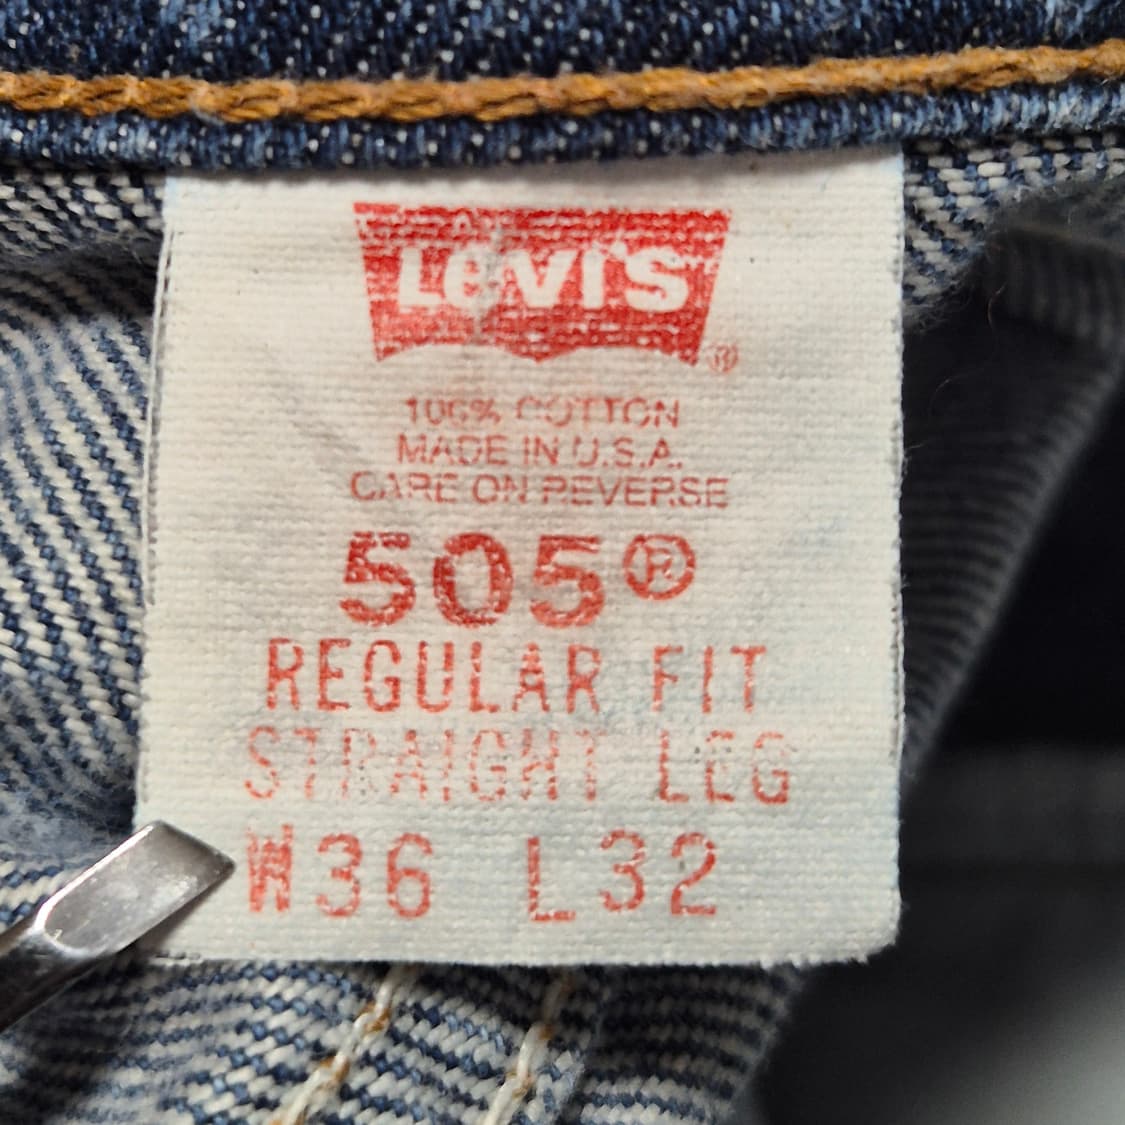 Levi's®
100% COTTON
MADE IN U.S.A.
CARE ON REVERSE
505®
REGULAR FIT
STRAIGHT LEG
W36 L32